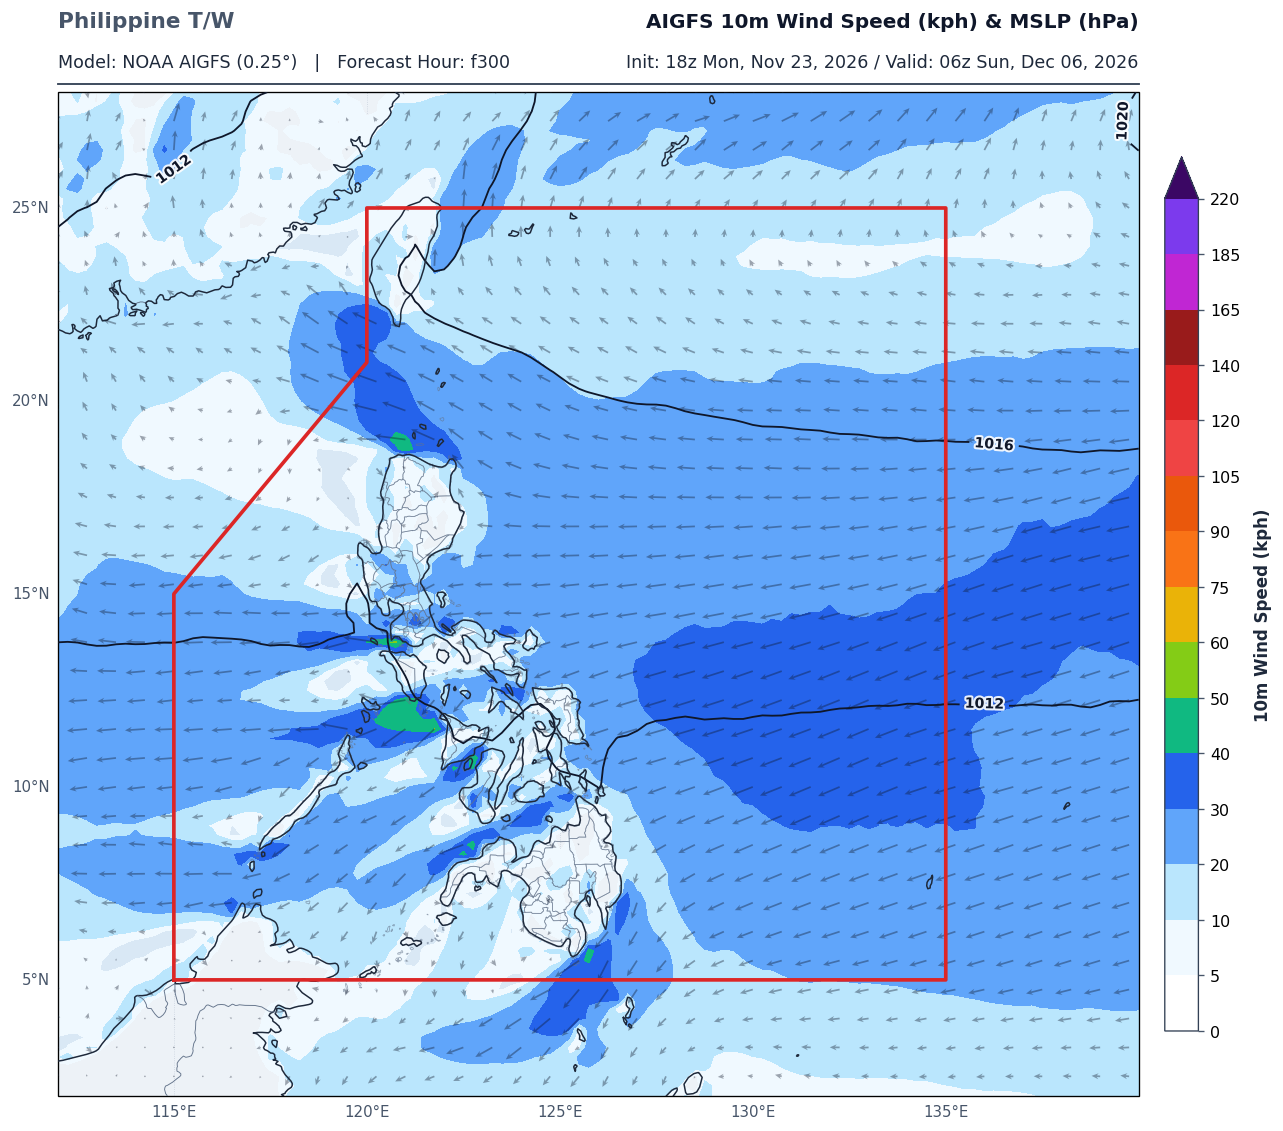 Philippine T/W
AIGFS 10m Wind Speed (kph) & MSLP (hPa)
Model: NOAA AIGFS (0.25°)   |   Forecast Hour: f300
Init: 18z Mon, Nov 23, 2026 / Valid: 06z Sun, Dec 06, 2026
1020
1012
1016
1012
25°N
20°N
15°N
10°N
5°N
115°E
120°E
125°E
130°E
135°E
220
185
165
140
120
105
90
75
60
50
40
30
20
10
5
0
10m Wind Speed (kph)